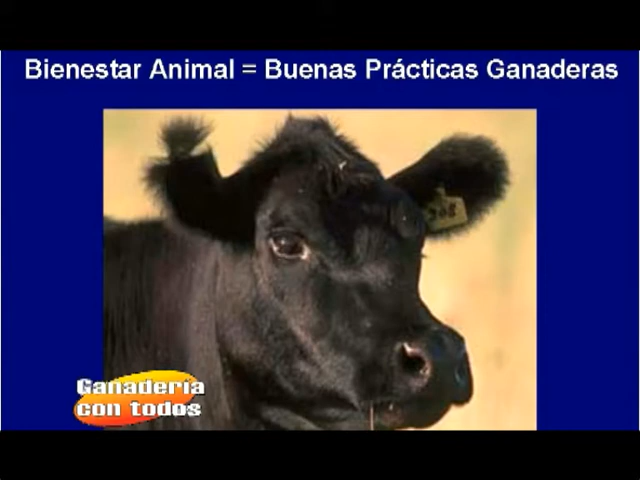 Bienestar Animal = Buenas Prácticas Ganaderas
Ganadería
con todos